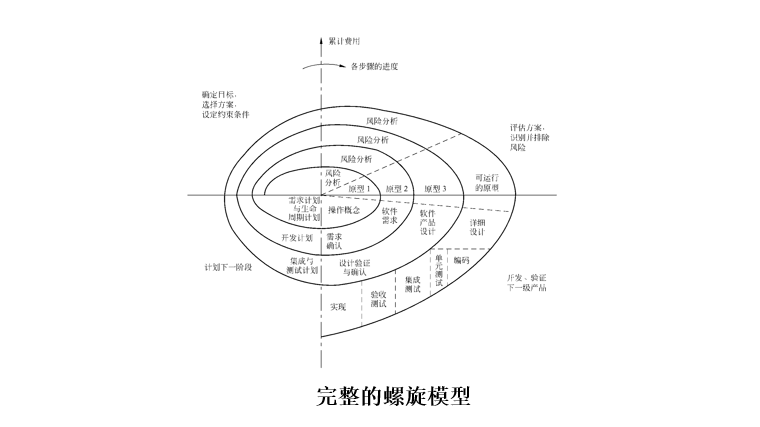 累计费用
各步骤的进度
确定目标，
选择方案，
设定约束条件
风险分析
评估方案，
识别并排除
风险
风险分析
风险分析
风险
分析
原型 1
原型 2
原型 3
可运行
的原型
需求计划
与生命
周期计划
操作概念
软件
需求
软件
产品
设计
详细
设计
开发计划
需求
确认
集成与
测试计划
设计验证
与确认
计划下一阶段
单
元
测
试
编码
集成
测试
验收
测试
实现
开发、验证
下一级产品
完整的螺旋模型